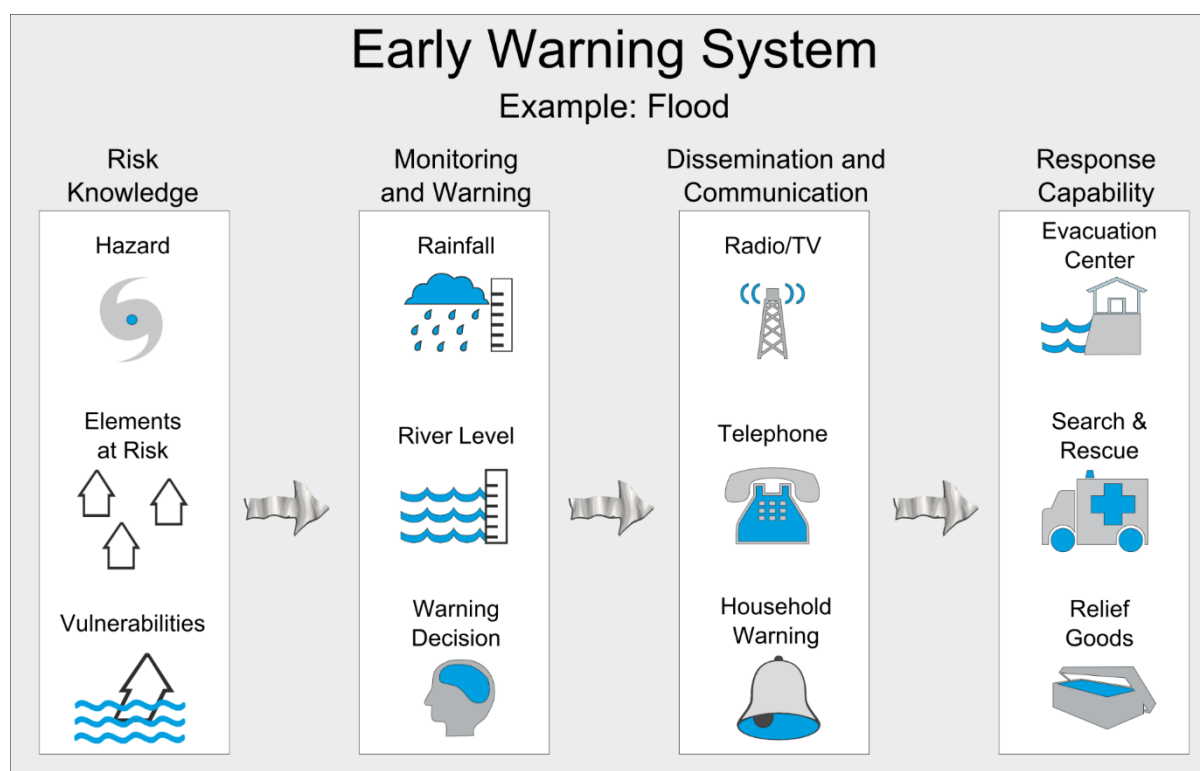 Early Warning System
Example: Flood
Risk
Knowledge
Hazard
Elements
at Risk
Vulnerabilities
Monitoring
and Warning
Rainfall
River Level
Warning
Decision
Dissemination and
Communication
Radio/TV
Telephone
Household
Warning
Response
Capability
Evacuation
Center
Search &
Rescue
Relief
Goods